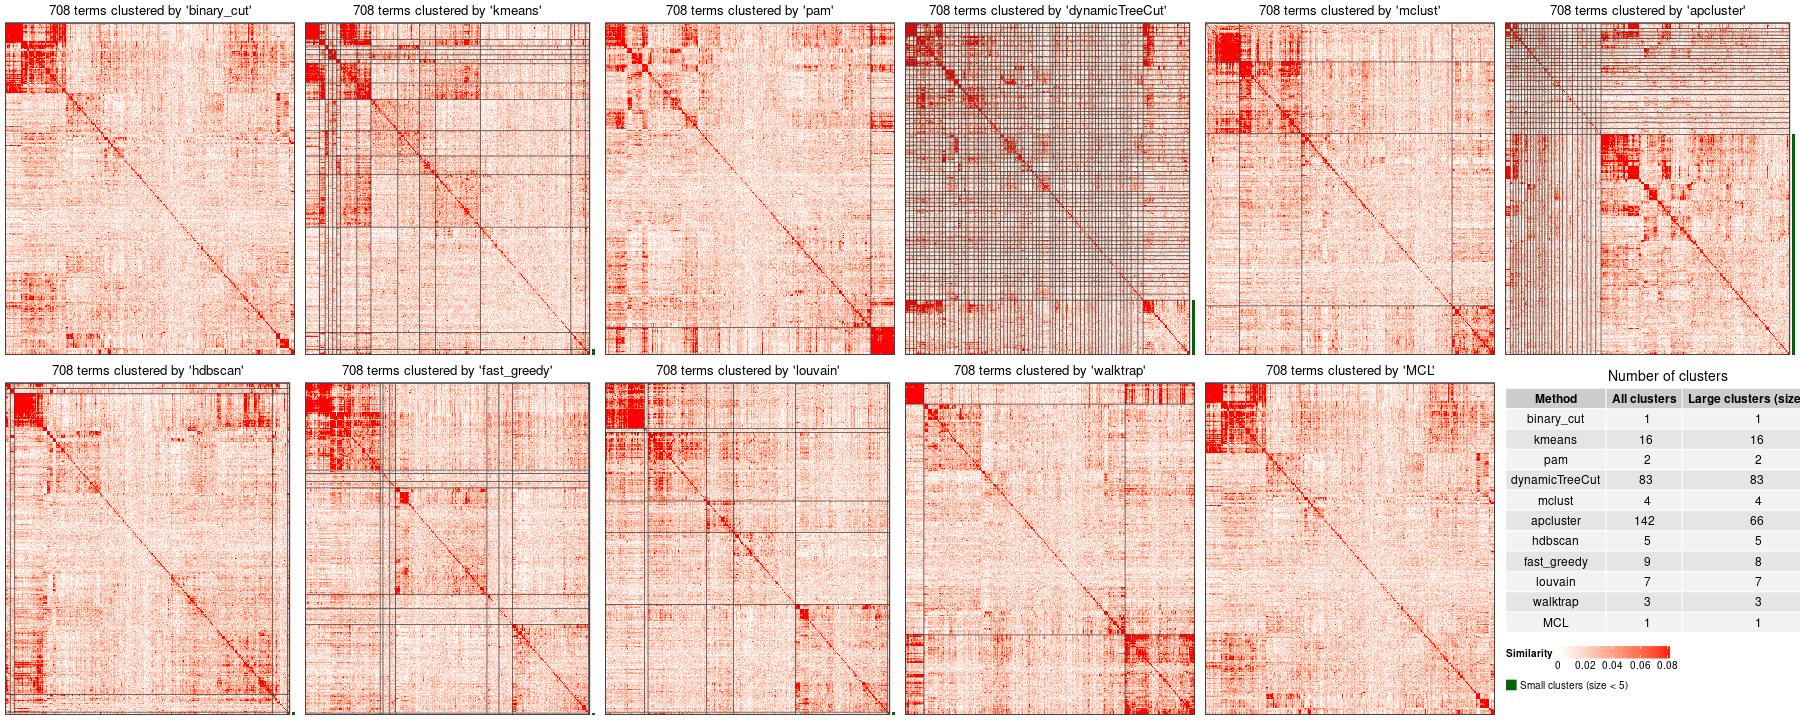 708 terms clustered by 'binary_cut'
708 terms clustered by 'kmeans'
708 terms clustered by 'pam'
708 terms clustered by 'dynamicTreeCut'
708 terms clustered by 'mclust'
708 terms clustered by 'apcluster'
708 terms clustered by 'hdbscan'
708 terms clustered by 'fast_greedy'
708 terms clustered by 'louvain'
708 terms clustered by 'walktrap'
708 terms clustered by 'MCL'
Number of clusters
Method All clusters Large clusters (size
binary_cut 1 1
kmeans 16 16
pam 2 2
dynamicTreeCut 83 83
mclust 4 4
apcluster 142 66
hdbscan 5 5
fast_greedy 9 8
louvain 7 7
walktrap 3 3
MCL 1 1
Similarity
0 0.02 0.04 0.06 0.08
Small clusters (size < 5)